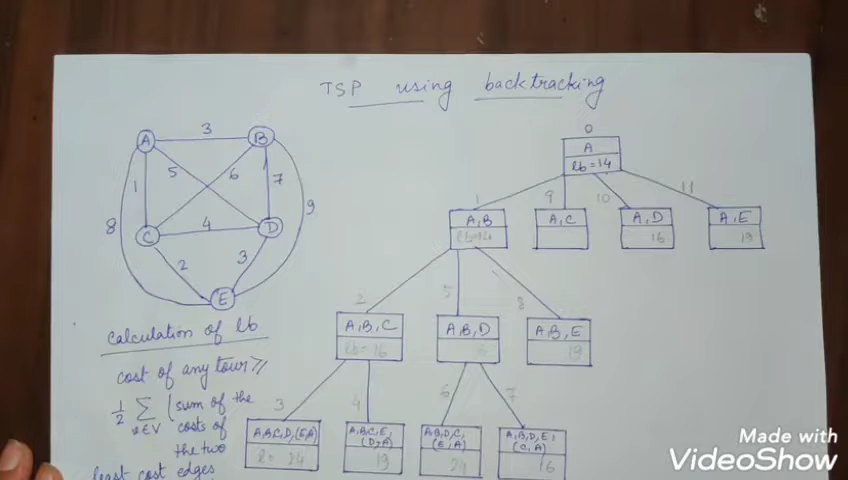 TSP using backtracking
0
A
lb = 14
3
A
B
5
6
1
7
9
8
4
C
D
2
3
E
1
9
10
11
A,B
lb=14
A,C
A,D
16
A,E
19
2
5
8
A,B,C
lb = 16
A,B,D
16
A,B,E
19
3
4
6
7
A,B,C,D,(E,A)
l = 24
A,B,C,E,
(D,A)
19
A,B,D,C,
(E,A)
24
A,B,D,E,
(C,A)
16
calculation of lb
cost of any tour ≥
1/2 Σ v∈V (sum of the
costs of
the two
least cost edges
Made with
VideoShow